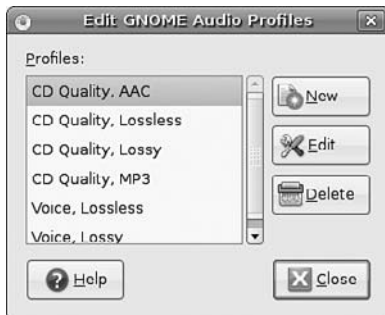 Edit GNOME Audio Profiles
Profiles:
CD Quality, AAC
CD Quality, Lossless
CD Quality, Lossy
CD Quality, MP3
Voice, Lossless
Voice, Lossy
New
Edit
Delete
Help
Close